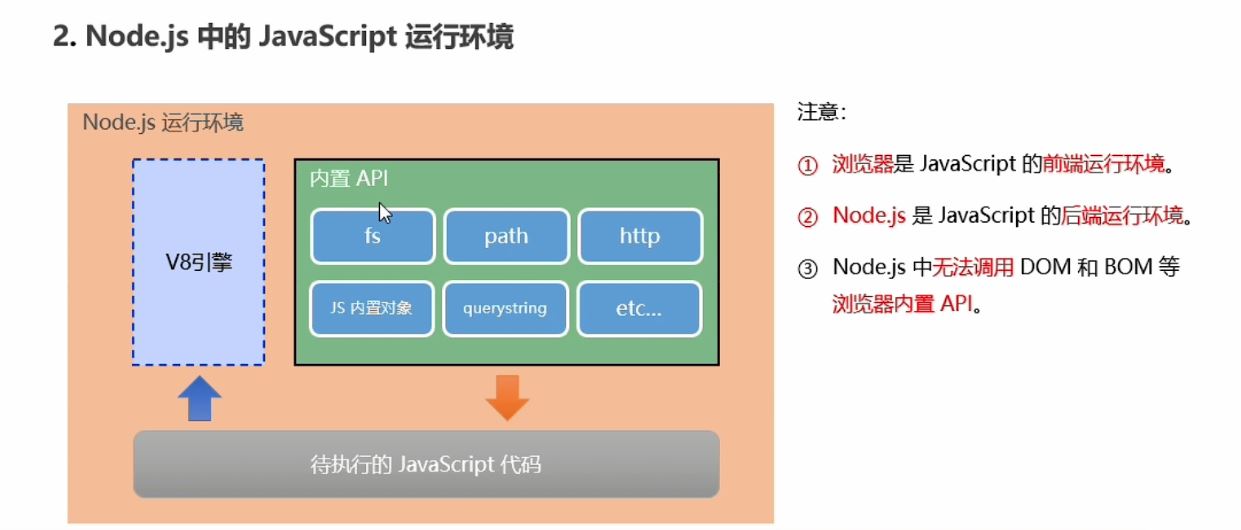 2. Node.js 中的 JavaScript 运行环境
Node.js 运行环境
V8引擎
内置 API
fs
path
http
JS 内置对象
querystring
etc...
待执行的 JavaScript 代码
注意：
① 浏览器是 JavaScript 的前端运行环境。
② Node.js 是 JavaScript 的后端运行环境。
③ Node.js 中无法调用 DOM 和 BOM 等
浏览器内置 API。